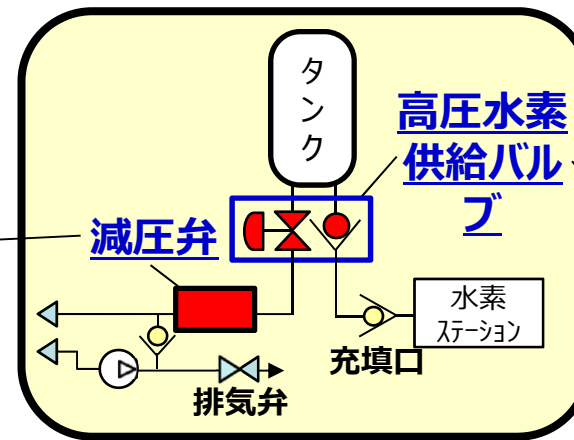 タンク
高圧水素
供給バル
ブ
減圧弁
水素
ステーション
充填口
排気弁